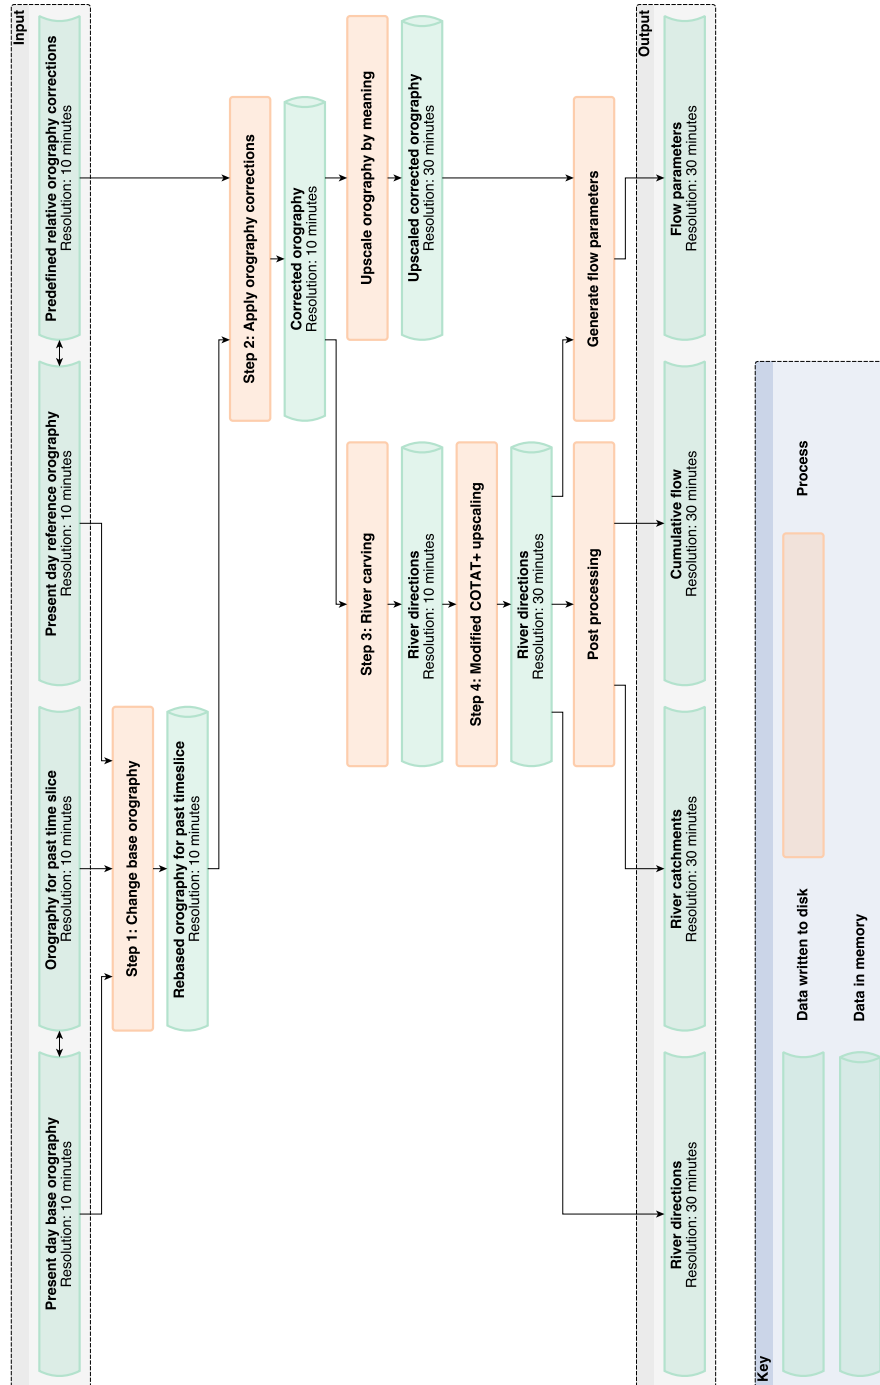 Input
Present day base orography
Resolution: 10 minutes
Orography for past time slice
Resolution: 10 minutes
Present day reference orography
Resolution: 10 minutes
Predefined relative orography corrections
Resolution: 10 minutes
Step 1: Change base orography
Rebased orography for past timeslice
Resolution: 10 minutes
Step 2: Apply orography corrections
Corrected orography
Resolution: 10 minutes
Step 3: River carving
Upscale orography by meaning
River directions
Resolution: 10 minutes
Upscaled corrected orography
Resolution: 30 minutes
Step 4: Modified COTAT+ upscaling
River directions
Resolution: 30 minutes
Post processing
Generate flow parameters
Output
River directions
Resolution: 30 minutes
River catchments
Resolution: 30 minutes
Cumulative flow
Resolution: 30 minutes
Flow parameters
Resolution: 30 minutes
Key
Data written to disk
Process
Data in memory